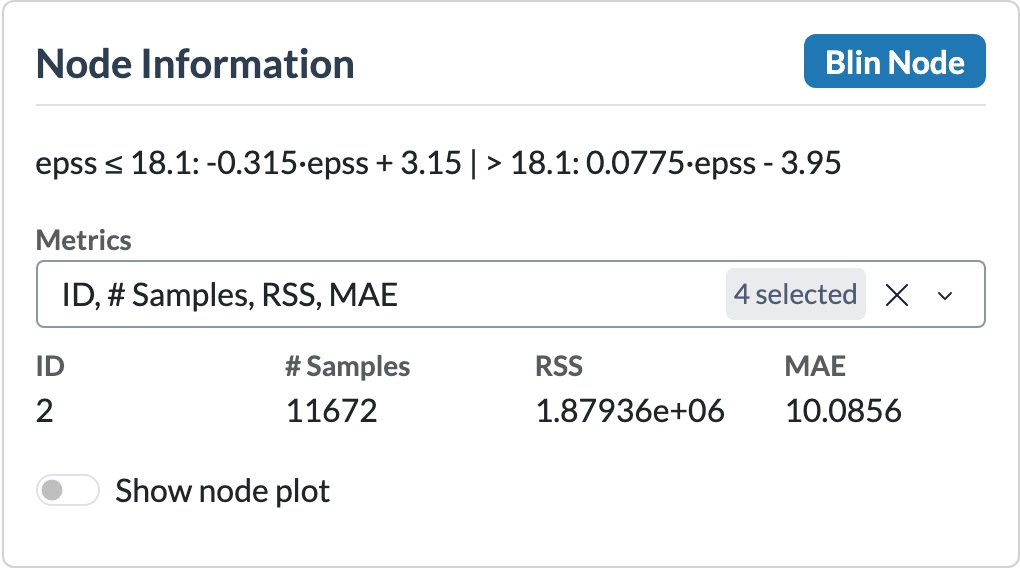 Node Information
Blin Node
epss ≤ 18.1: -0.315·epss + 3.15 | > 18.1: 0.0775·epss - 3.95
Metrics
ID, # Samples, RSS, MAE
4 selected
ID # Samples RSS MAE
2 11672 1.87936e+06 10.0856
Show node plot